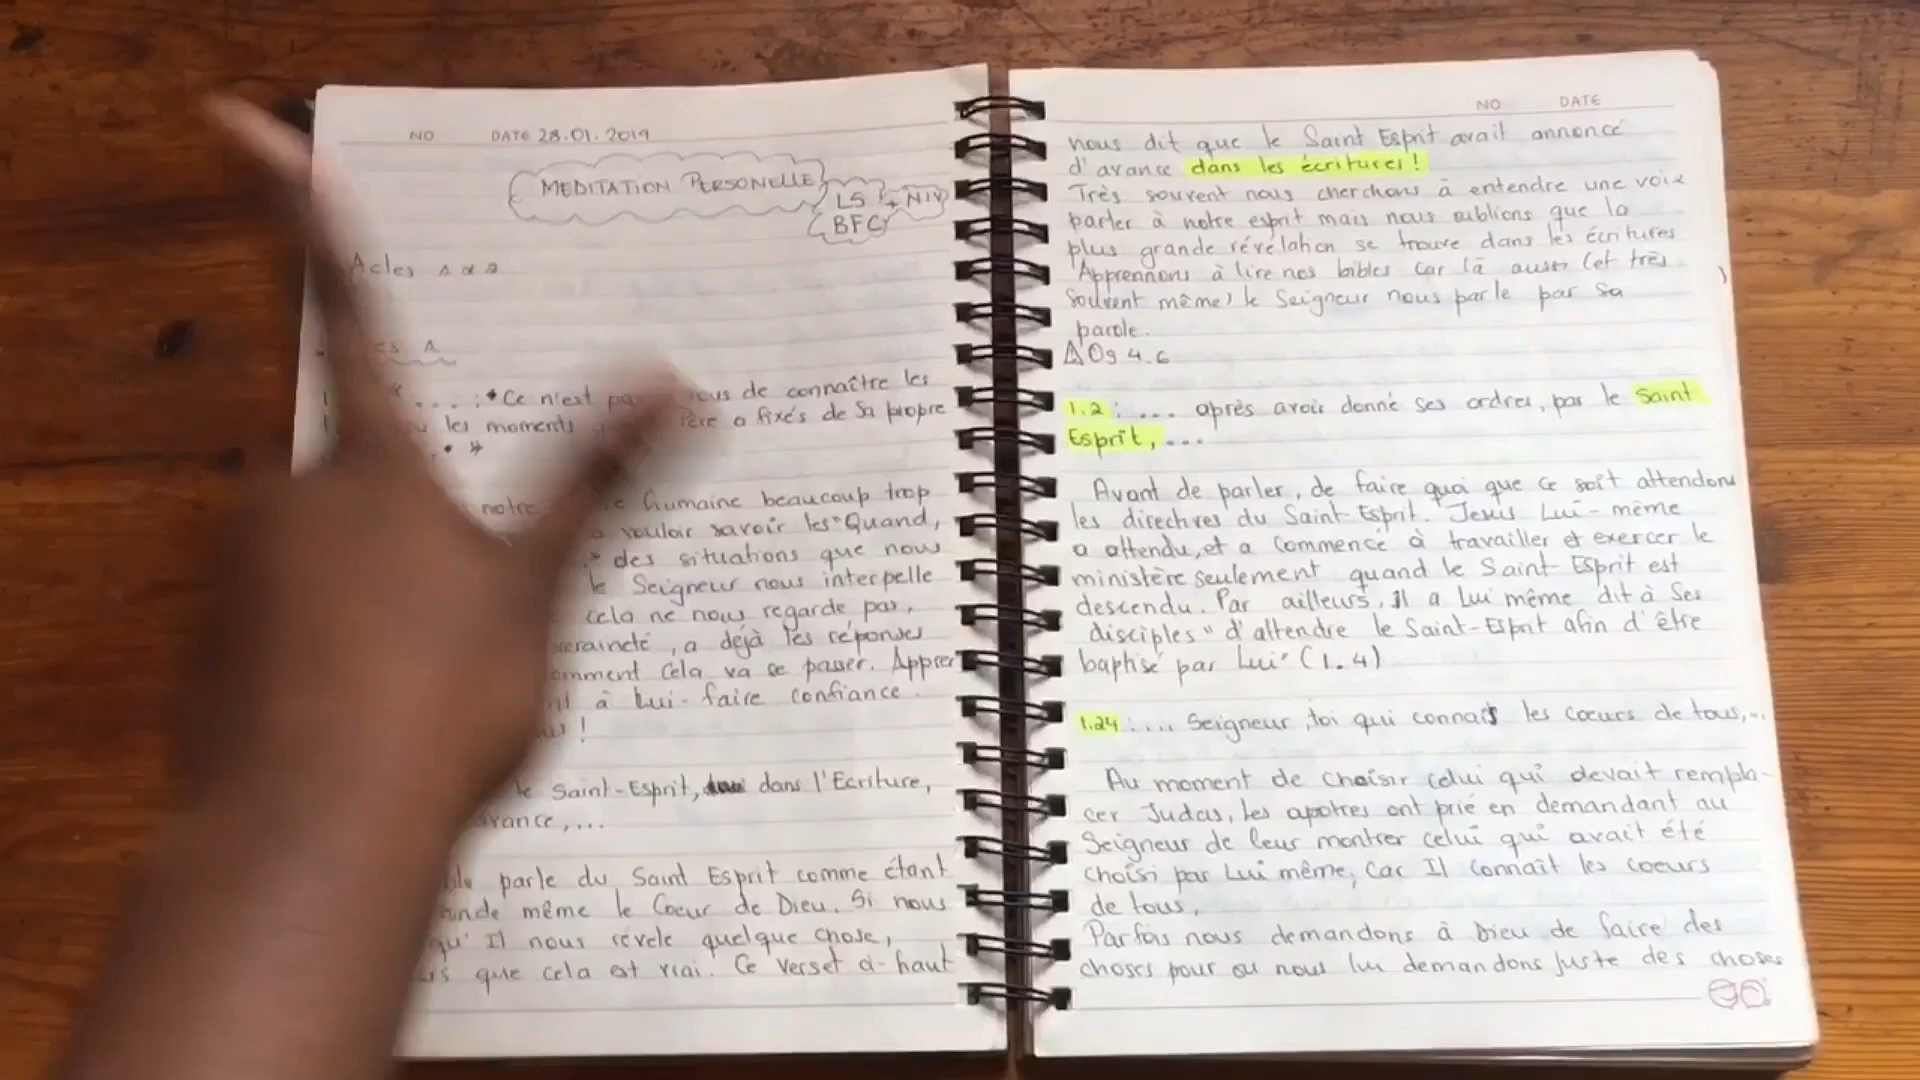 NO DATE 28.01.2019
MEDITATION PERSONELLE
LS + NIV
BFC
Actes 1 à 2
1
.... : "Ce n'est de connaître les
les moments Père a fixés de Sa propre
. "
notre humaine beaucoup trop
vouloir savoir les "Quand,
" des situations que nous
le Seigneur nous interpelle
cela ne nous regarde pas,
, a déjà les réponses
cela va se passer. Appren
à Lui-faire confiance.
!
le Saint-Esprit, dans l'Ecriture,
,...
parle du Saint Esprit comme étant
même le Coeur de Dieu. Si nous
qu'Il nous révèle quelque chose,
que cela est vrai. Ce verset à-haut
NO DATE
nous dit que le Saint Esprit avait annoncé
d'avance dans les écritures!
Très souvent nous cherchons à entendre une voix
parler à notre esprit mais nous oublions que la
plus grande révélation se trouve dans les écritures
Apprennons à lire nos bibles car là aussi (et très
souvent même) le Seigneur nous parle par sa
parole.
Δ Os 4.6
1.2 : .... après avoir donné ses ordres, par le Saint
Esprit, ...
Avant de parler, de faire quoi que ce soit attendons
les directives du Saint-Esprit. Jesus Lui-même
a attendu, et a commencé à travailler et exercer le
ministère seulement quand le Saint-Esprit est
descendu. Par ailleurs, Il a Lui même dit à Ses
disciples "d'attendre le Saint-Esprit afin d'être
baptisé par Lui" (1.4)
1.24 : .... Seigneur, toi qui connais les cœurs de tous,...
Au moment de choisir celui qui devait rempla-
cer Judas, les apotres ont prié en demandant au
Seigneur de leur montrer celui qui avait été
choisi par Lui même, car Il connaît les coeurs
de tous.
Parfois nous demandons à Dieu de faire des
choses pour ou nous lui demandons juste des choses